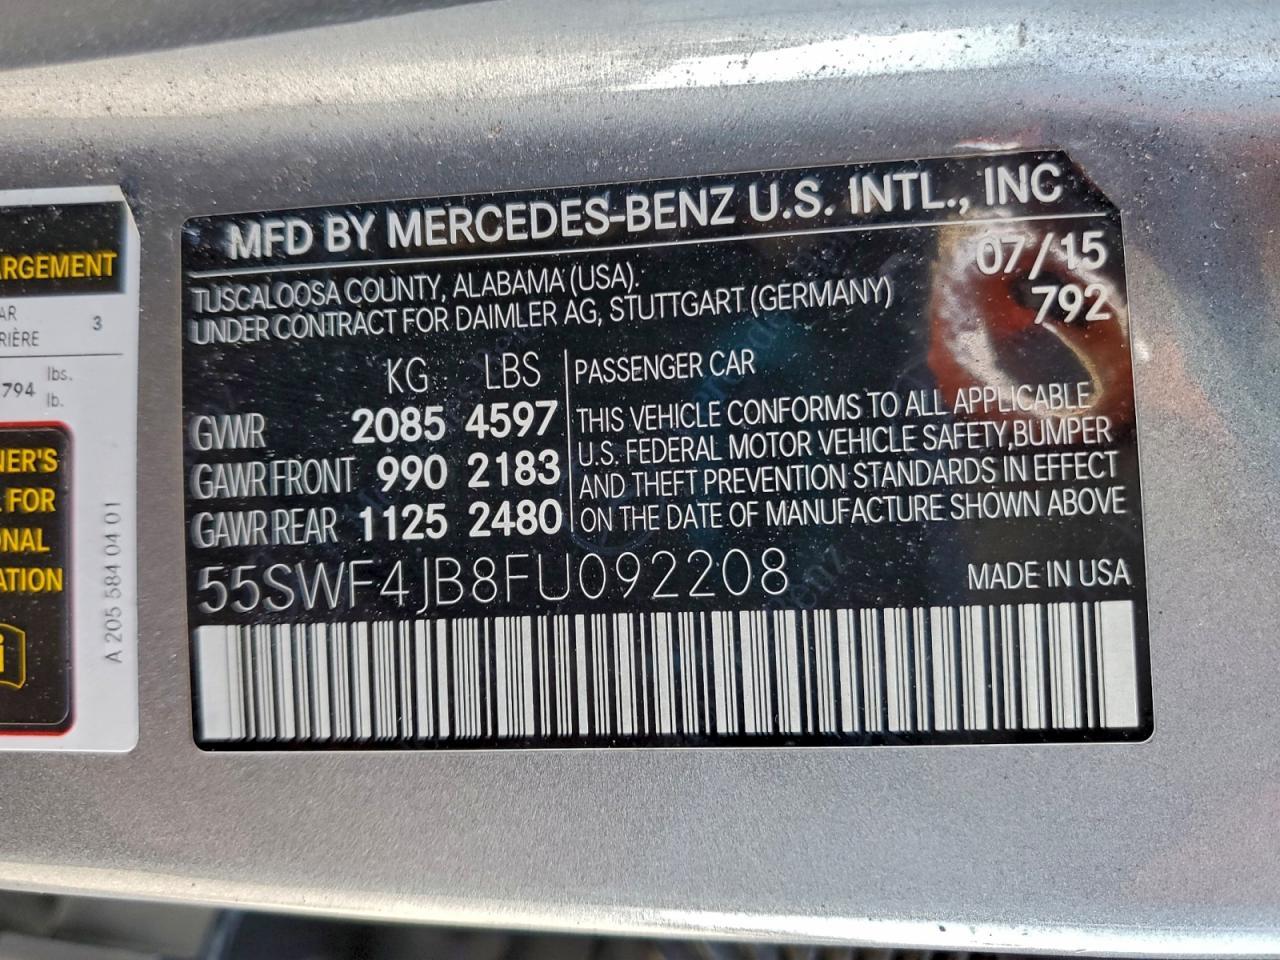 MFD BY MERCEDES-BENZ U.S. INTL., INC
07/15
TUSCALOOSA COUNTY, ALABAMA (USA).
792
UNDER CONTRACT FOR DAIMLER AG, STUTTGART (GERMANY)
KG LBS
GVWR 2085 4597
GAWR FRONT 990 2183
GAWR REAR 1125 2480
PASSENGER CAR
THIS VEHICLE CONFORMS TO ALL APPLICABLE
U.S. FEDERAL MOTOR VEHICLE SAFETY,BUMPER
AND THEFT PREVENTION STANDARDS IN EFFECT
ON THE DATE OF MANUFACTURE SHOWN ABOVE
55SWF4JB8FU092208
MADE IN USA
ARGEMENT
AR
RIÈRE 3
794 lbs.
lb.
NER'S
FOR
ONAL
ATION
i
A 205 584 04 01